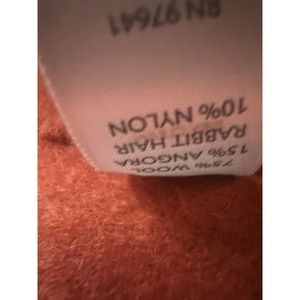 75% WOOL
15% ANGORA
RABBIT HAIR
10% NYLON
RN 97641